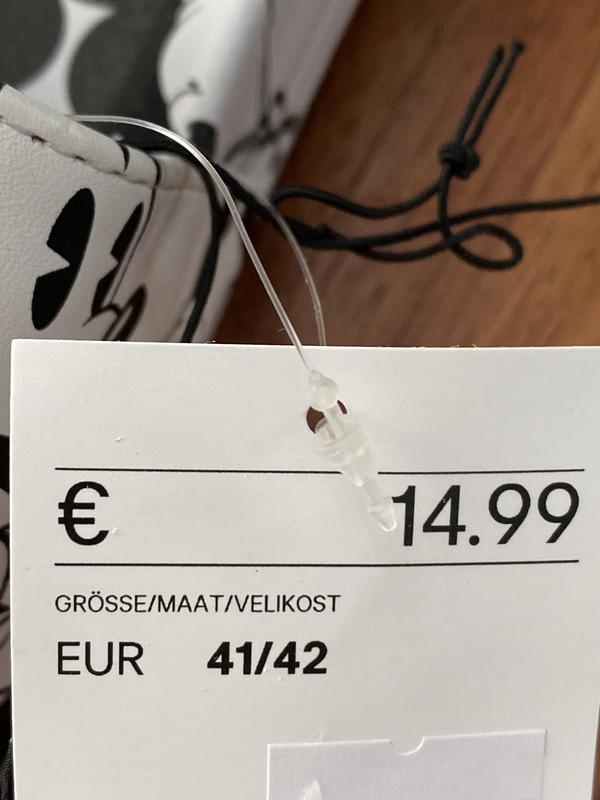 € 14.99
GRÖSSE/MAAT/VELIKOST
EUR 41/42